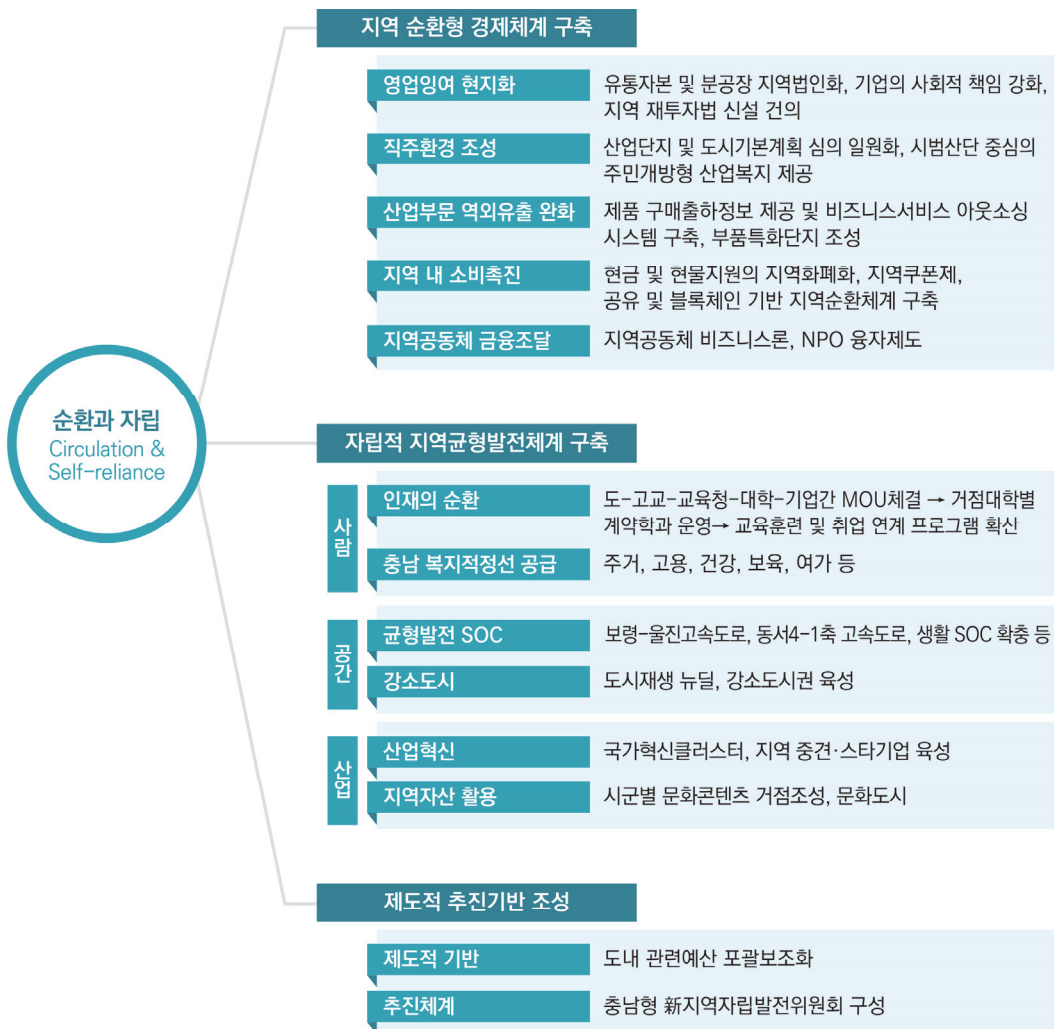 지역 순환형 경제체계 구축
영업잉여 현지화
유통자본 및 분공장 지역법인화, 기업의 사회적 책임 강화,
지역 재투자법 신설 건의
직주환경 조성
산업단지 및 도시기본계획 심의 일원화, 시범산단 중심의
주민개방형 산업복지 제공
산업부문 역외유출 완화
제품 구매출하정보 제공 및 비즈니스서비스 아웃소싱
시스템 구축, 부품특화단지 조성
지역 내 소비촉진
현금 및 현물지원의 지역화폐화, 지역쿠폰제,
공유 및 블록체인 기반 지역순환체계 구축
지역공동체 금융조달
지역공동체 비즈니스론, NPO 융자제도
순환과 자립
Circulation &
Self-reliance
자립적 지역균형발전체계 구축
사람
인재의 순환
도-고교-교육청-대학-기업간 MOU체결 → 거점대학별
계약학과 운영→ 교육훈련 및 취업 연계 프로그램 확산
충남 복지적정선 공급
주거, 고용, 건강, 보육, 여가 등
공간
균형발전 SOC
보령-울진고속도로, 동서4-1축 고속도로, 생활 SOC 확충 등
강소도시
도시재생 뉴딜, 강소도시권 육성
산업
산업혁신
국가혁신클러스터, 지역 중견·스타기업 육성
지역자산 활용
시군별 문화콘텐츠 거점조성, 문화도시
제도적 추진기반 조성
제도적 기반
도내 관련예산 포괄보조화
추진체계
충남형 新지역자립발전위원회 구성